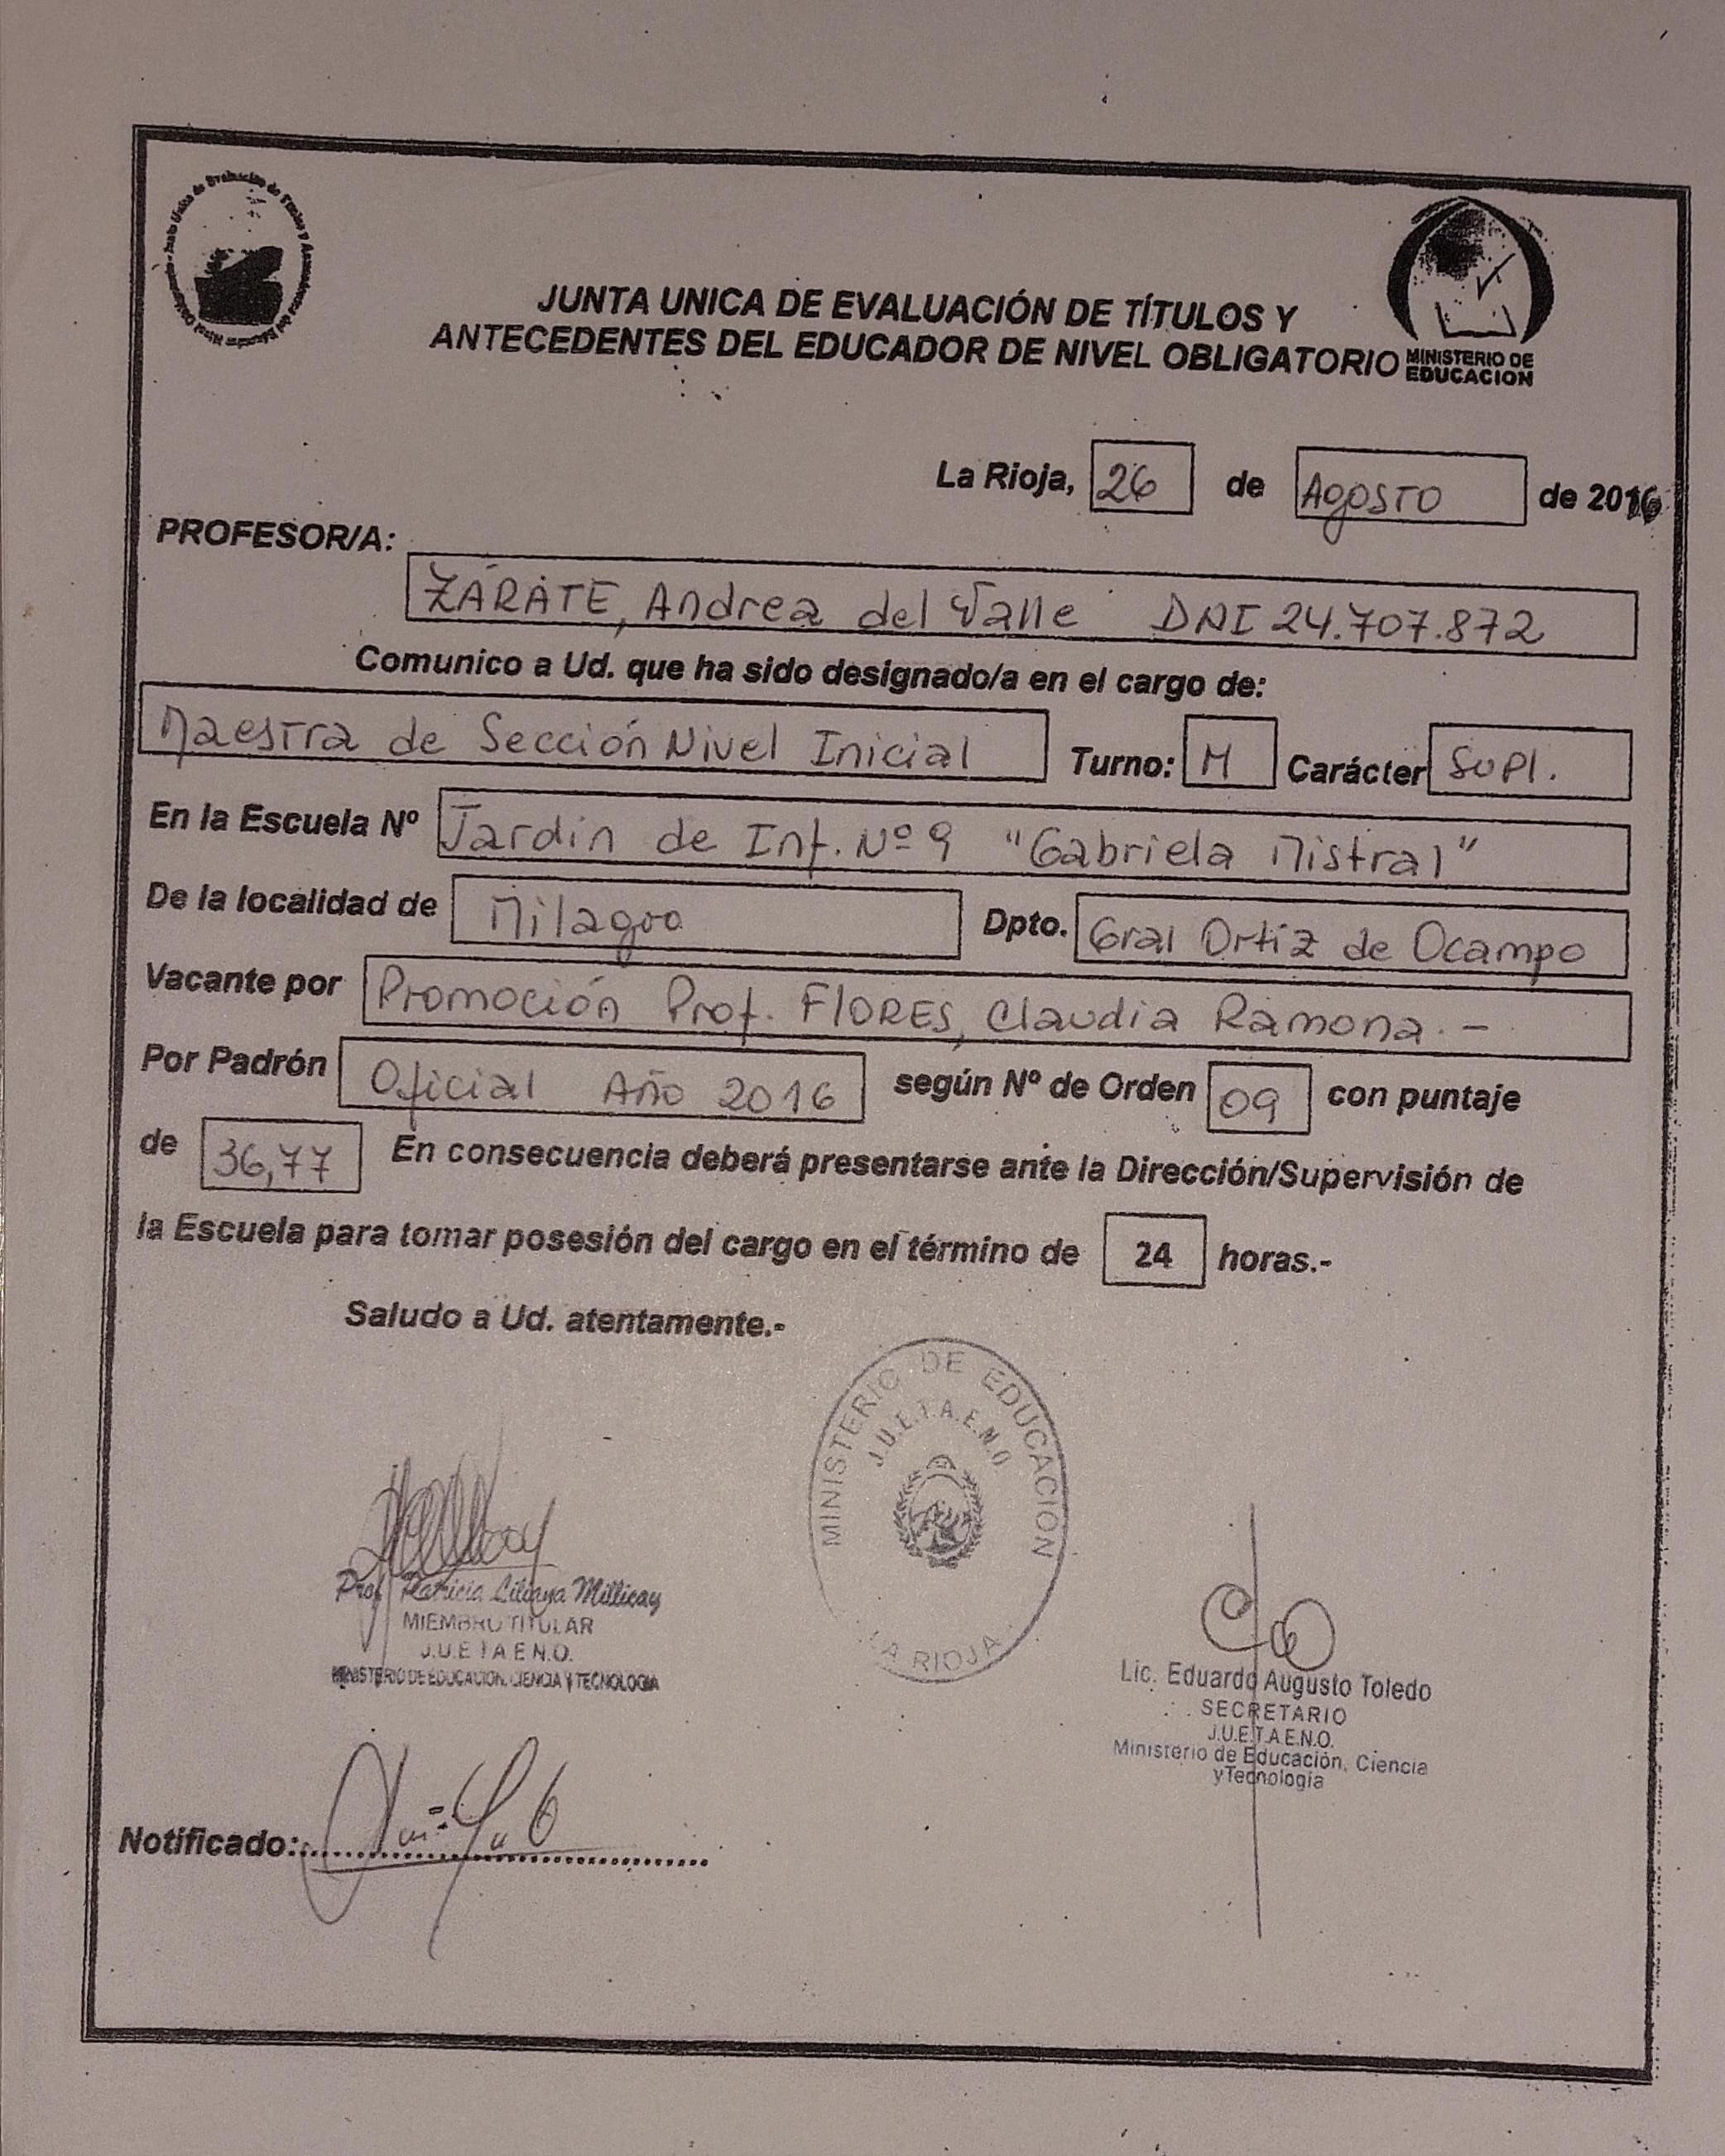 JUNTA UNICA DE EVALUACIÓN DE TÍTULOS Y
ANTECEDENTES DEL EDUCADOR DE NIVEL OBLIGATORIO
MINISTERIO DE
EDUCACION
La Rioja, 26 de Agosto de 2016
PROFESOR/A:
ZÁRATE, Andrea del Valle DNI 24.707.872
Comunico a Ud. que ha sido designado/a en el cargo de:
Maestra de Sección Nivel Inicial Turno: M Carácter Supl.
En la Escuela Nº Jardín de Inf. Nº 9 "Gabriela Mistral"
De la localidad de Milagro Dpto. Gral Ortiz de Ocampo
Vacante por Promoción Prof. FLORES, Claudia Ramona.-
Por Padrón Oficial Año 2016 según Nº de Orden 09 con puntaje
de 36,77 En consecuencia deberá presentarse ante la Dirección/Supervisión de
la Escuela para tomar posesión del cargo en el término de 24 horas.-
Saludo a Ud. atentamente.-
MINISTERIO DE EDUCACIÓN
J.U.E.T.A.E.N.O.
LA RIOJA
Prof. Patricia Liliana Millicay
MIEMBRO TITULAR
J.U.E.T.A.E.N.O.
MINISTERIO DE EDUCACION, CIENCIA Y TECNOLOGIA
Lic. Eduardo Augusto Toledo
SECRETARIO
J.U.E.T.A.E.N.O.
Ministerio de Educación, Ciencia
y Tecnología
Notificado: